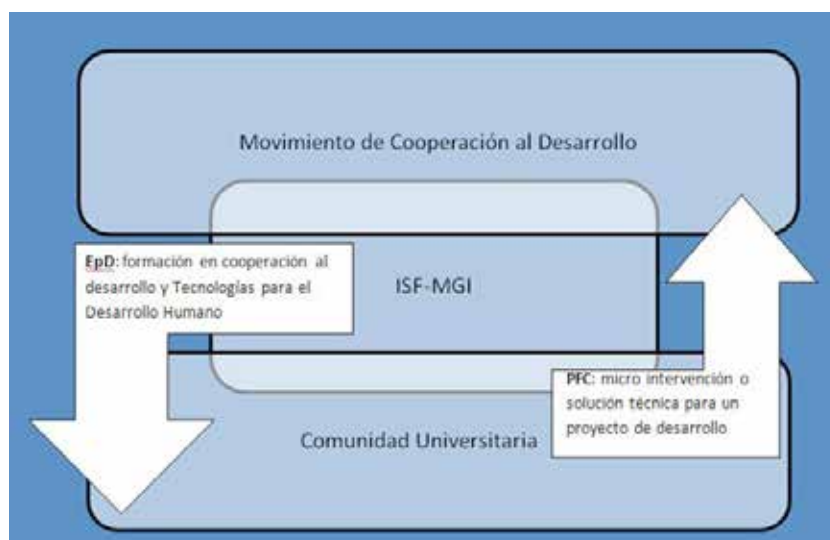 Movimiento de Cooperación al Desarrollo
EpD: formación en cooperación al
desarrollo y Tecnologías para el
Desarrollo Humano
ISF-MGI
PFC: micro intervención o
solución técnica para un
proyecto de desarrollo
Comunidad Universitaria